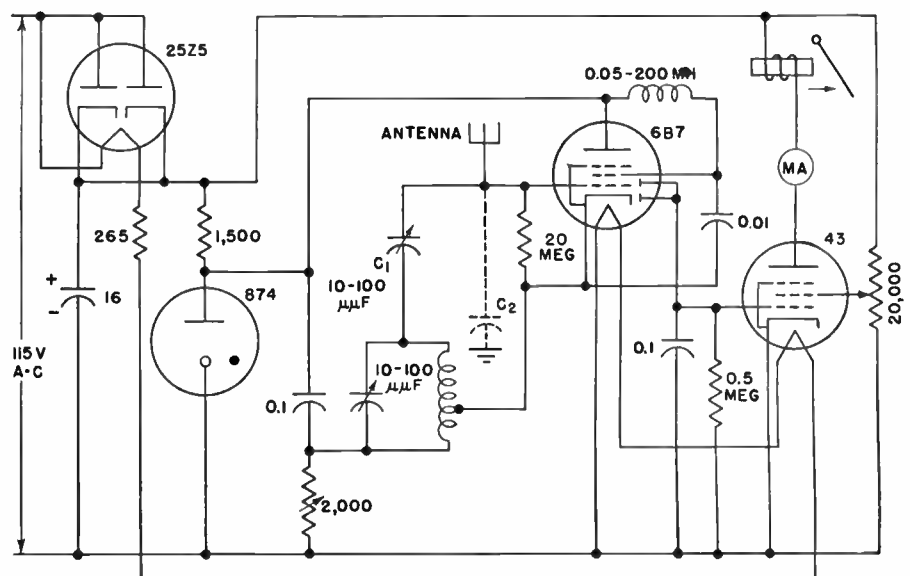 25Z5
0.05-200 MH
ANTENNA
6B7
MA
265
1,500
20
MEG
0.01
43
+
-
16
874
C1
10-100
μμF
C2
20,000
115 V
A-C
10-100
μμF
0.1
0.1
0.5
MEG
2,000